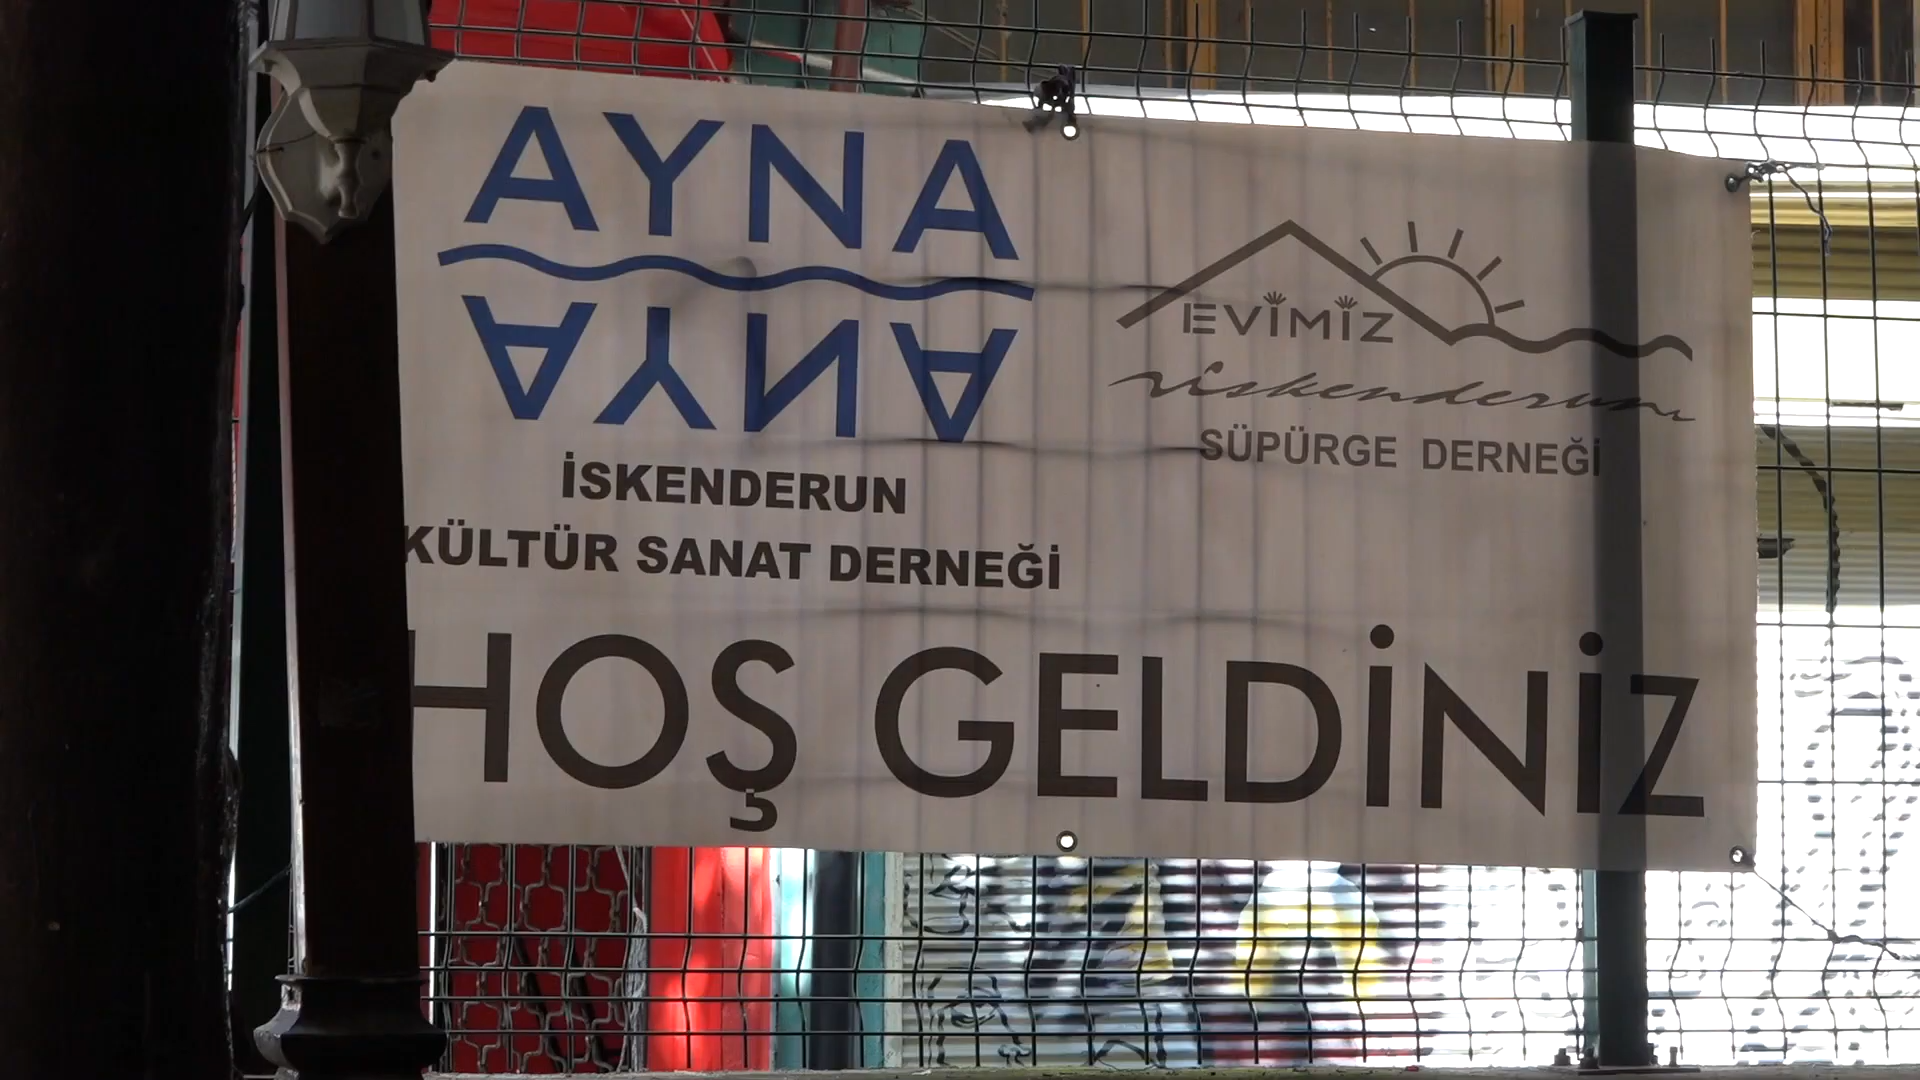 AYNA
AYNA
İSKENDERUN
KÜLTÜR SANAT DERNEĞİ
EVİMİZ
iskenderun
SÜPÜRGE DERNEĞİ
HOŞ GELDİNİZ